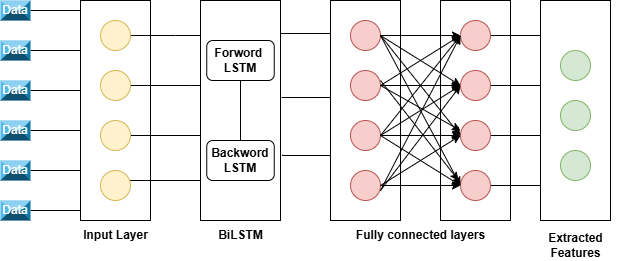 Data
Data
Data
Data
Data
Data
Forword
LSTM
Backword
LSTM
Input Layer
BiLSTM
Fully connected layers
Extracted
Features